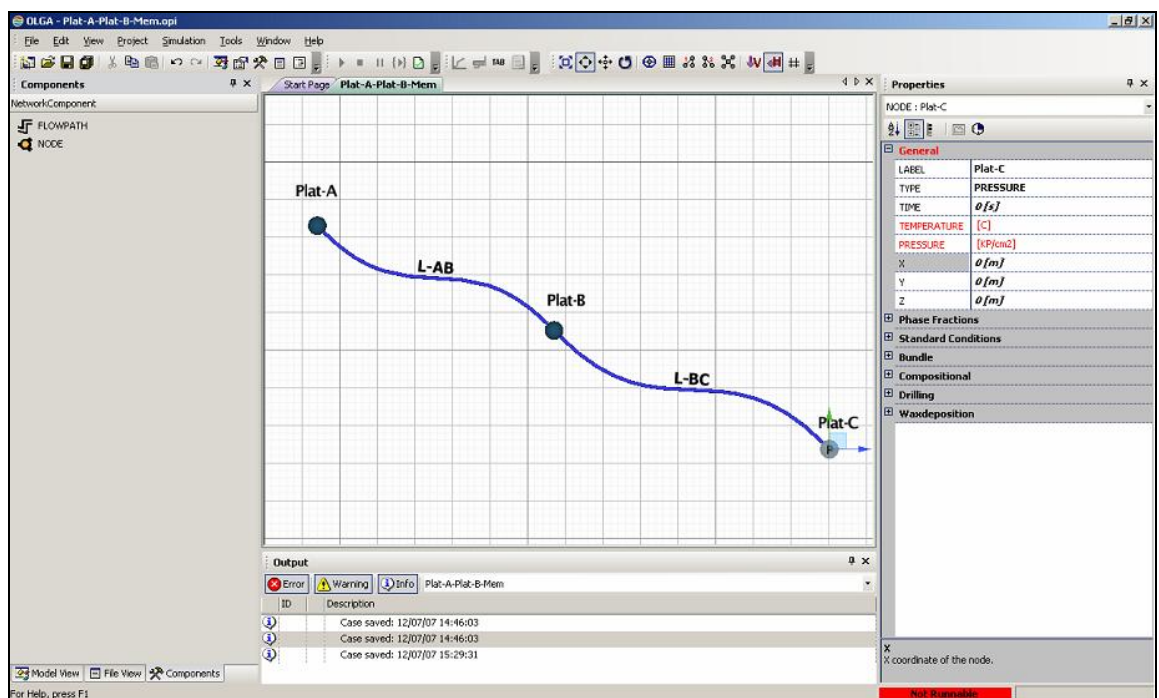 OLGA - Plat-A-Plat-B-Mem.opi
File Edit View Project Simulation Tools Window Help
TAB
Components
NetworkComponent
FLOWPATH
NODE
Start Page Plat-A-Plat-B-Mem
Plat-A
L-AB
Plat-B
L-BC
Plat-C
P
Output
Error Warning Info Plat-A-Plat-B-Mem
ID Description
Case saved: 12/07/07 14:46:03
Case saved: 12/07/07 14:46:03
Case saved: 12/07/07 15:29:31
Properties
NODE : Plat-C
General
LABEL Plat-C
TYPE PRESSURE
TIME 0 [s]
TEMPERATURE [C]
PRESSURE [KP/cm2]
X 0 [m]
Y 0 [m]
Z 0 [m]
Phase Fractions
Standard Conditions
Bundle
Compositional
Drilling
Waxdeposition
X
X coordinate of the node.
Model View File View Components
For Help, press F1
Not Runnable